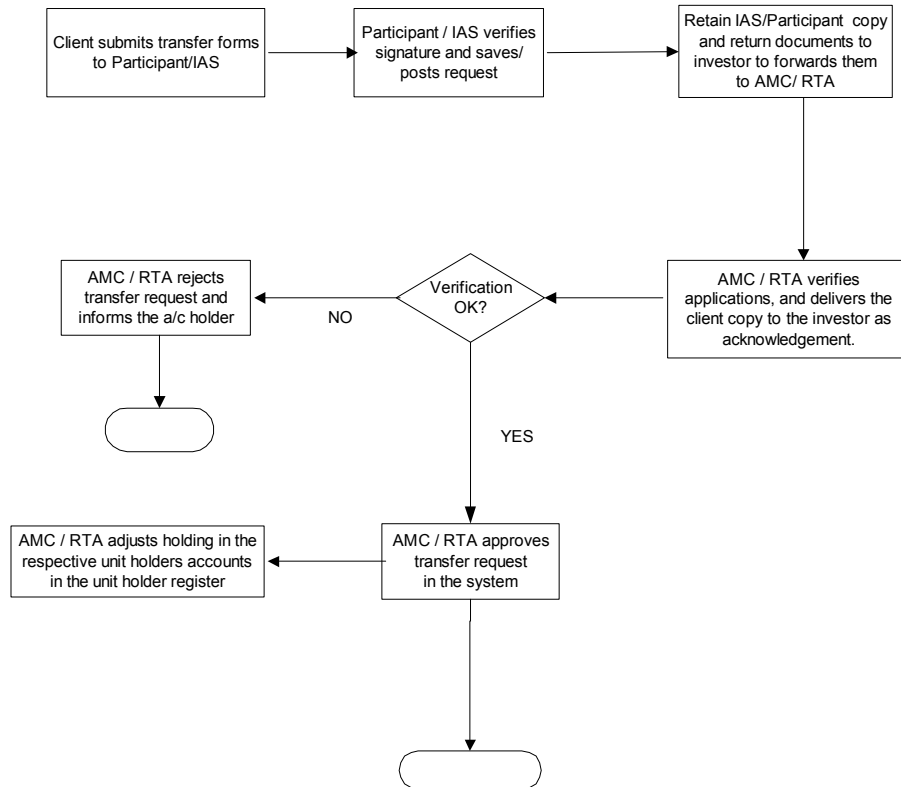 Client submits transfer forms
to Participant/IAS
Participant / IAS verifies
signature and saves/
posts request
Retain IAS/Participant copy
and return documents to
investor to forwards them
to AMC/ RTA
AMC / RTA rejects
transfer request and
informs the a/c holder
NO
Verification
OK?
AMC / RTA verifies
applications, and delivers the
client copy to the investor as
acknowledgement.
YES
AMC / RTA adjusts holding in the
respective unit holders accounts
in the unit holder register
AMC / RTA approves
transfer request
in the system